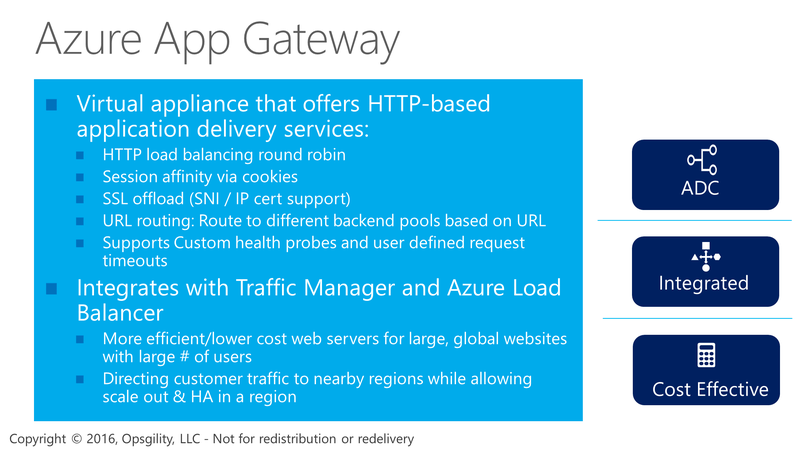 Azure App Gateway
Virtual appliance that offers HTTP-based
application delivery services:
HTTP load balancing round robin
Session affinity via cookies
SSL offload (SNI / IP cert support)
URL routing: Route to different backend pools based on URL
Supports Custom health probes and user defined request
timeouts
Integrates with Traffic Manager and Azure Load
Balancer
More efficient/lower cost web servers for large, global websites
with large # of users
Directing customer traffic to nearby regions while allowing
scale out & HA in a region
ADC
Integrated
Cost Effective
Copyright © 2016, Opsgility, LLC - Not for redistribution or redelivery